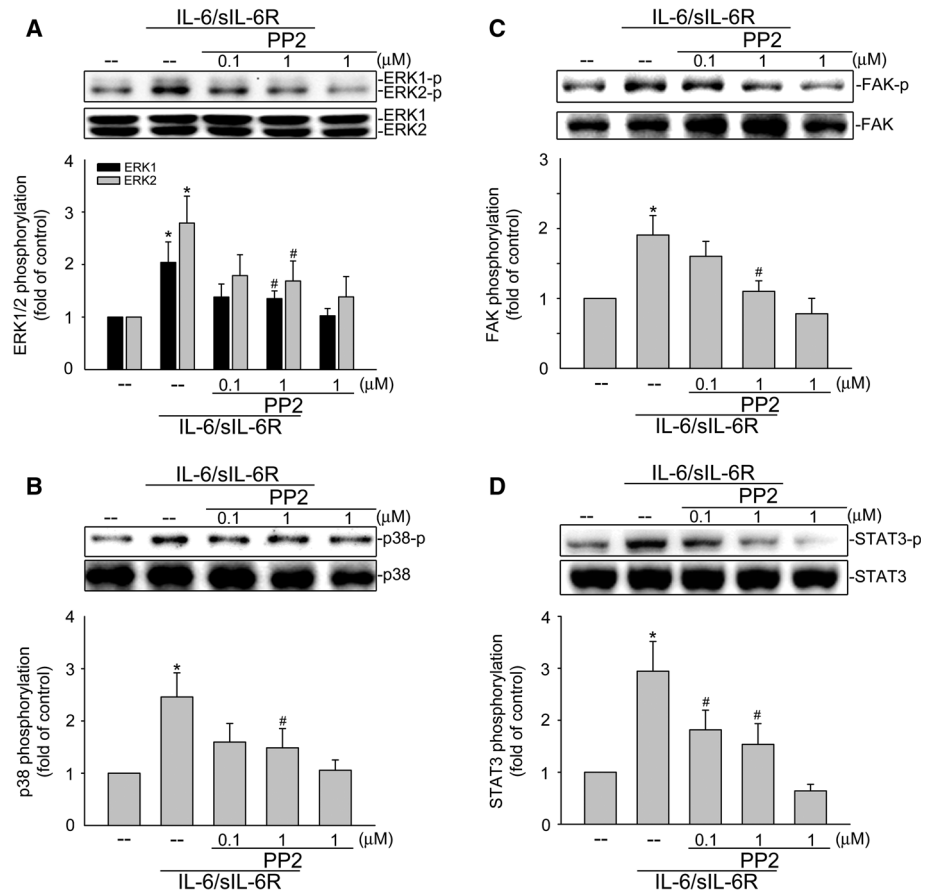 A
IL-6/sIL-6R
PP2
-- -- 0.1 1 1 (μM)
-ERK1-p
-ERK2-p
-ERK1
-ERK2
4
3
2
1
0
ERK1/2 phosphorylation
(fold of control)
ERK1
ERK2
* * # #
-- -- 0.1 1 1 (μM)
PP2
IL-6/sIL-6R
C
IL-6/sIL-6R
PP2
-- -- 0.1 1 1 (μM)
-FAK-p
-FAK
3
2
1
0
FAK phosphorylation
(fold of control)
* #
-- -- 0.1 1 1 (μM)
PP2
IL-6/sIL-6R
B
IL-6/sIL-6R
PP2
-- -- 0.1 1 1 (μM)
-p38-p
-p38
4
3
2
1
0
p38 phosphorylation
(fold of control)
* #
-- -- 0.1 1 1 (μM)
PP2
IL-6/sIL-6R
D
IL-6/sIL-6R
PP2
-- -- 0.1 1 1 (μM)
-STAT3-p
-STAT3
4
3
2
1
0
STAT3 phosphorylation
(fold of control)
* # #
-- -- 0.1 1 1 (μM)
PP2
IL-6/sIL-6R